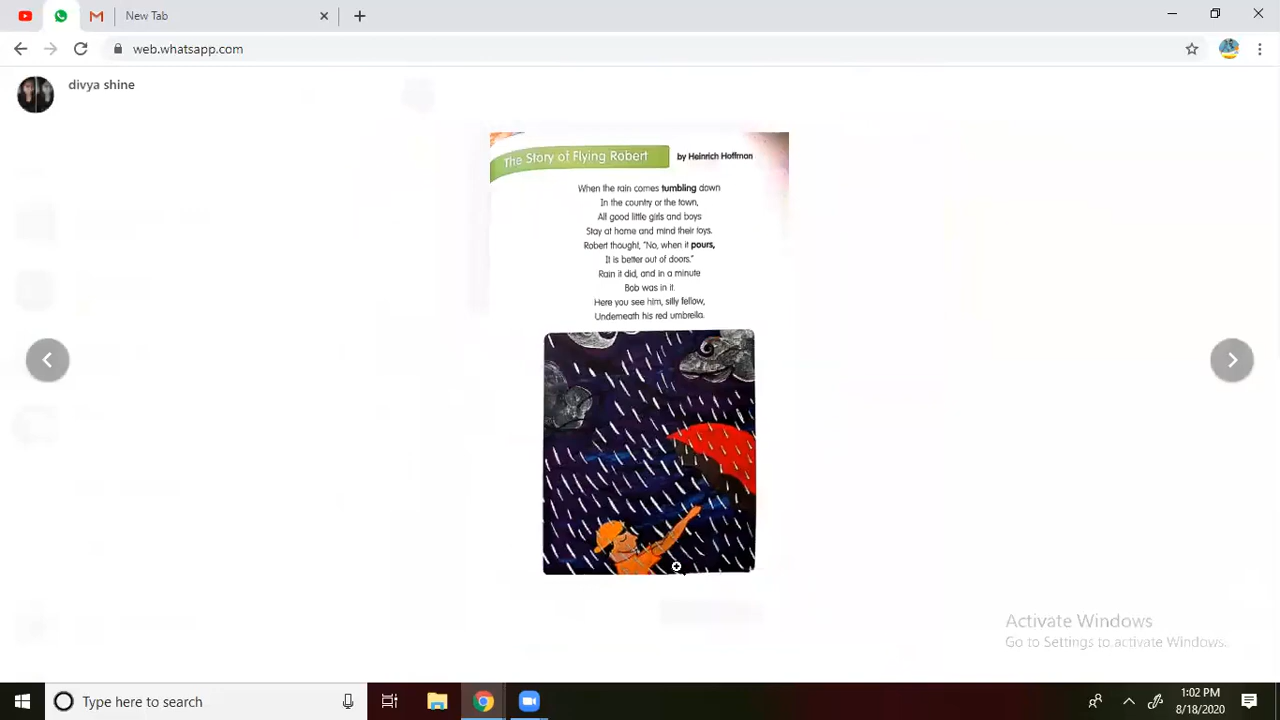 New Tab
web.whatsapp.com
divya shine
The Story of Flying Robert
by Heinrich Hoffman
When the rain comes tumbling down
In the country or the town,
All good little girls and boys
Stay at home and mind their toys.
Robert thought, "No, when it pours,
It is better out of doors."
Rain it did, and in a minute
Bob was in it.
Here you see him, silly fellow,
Underneath his red umbrella.
Activate Windows
Go to Settings to activate Windows.
Type here to search
1:02 PM
8/18/2020